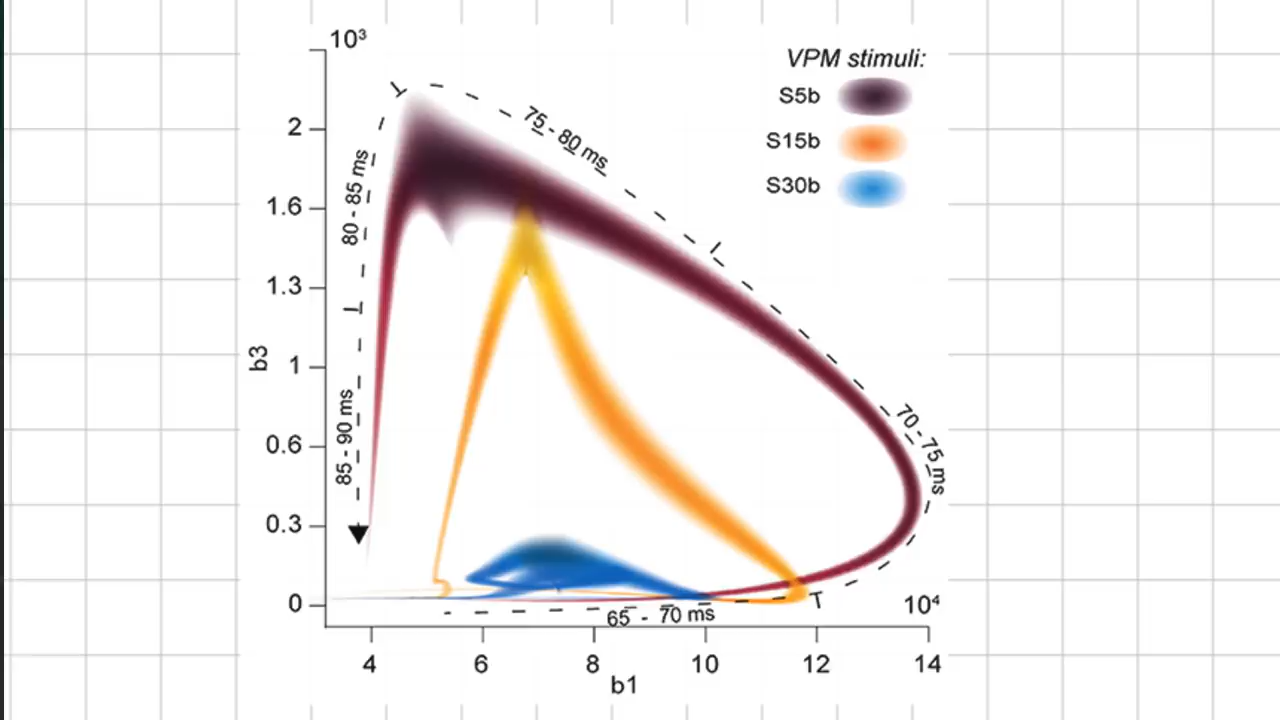 10³
VPM stimuli:
S5b
S15b
S30b
75 - 80 ms
80 - 85 ms
70 - 75 ms
85 - 90 ms
65 - 70 ms
b3
2
1.6
1.3
1
0.6
0.3
0
10⁴
4 6 8 10 12 14
b1